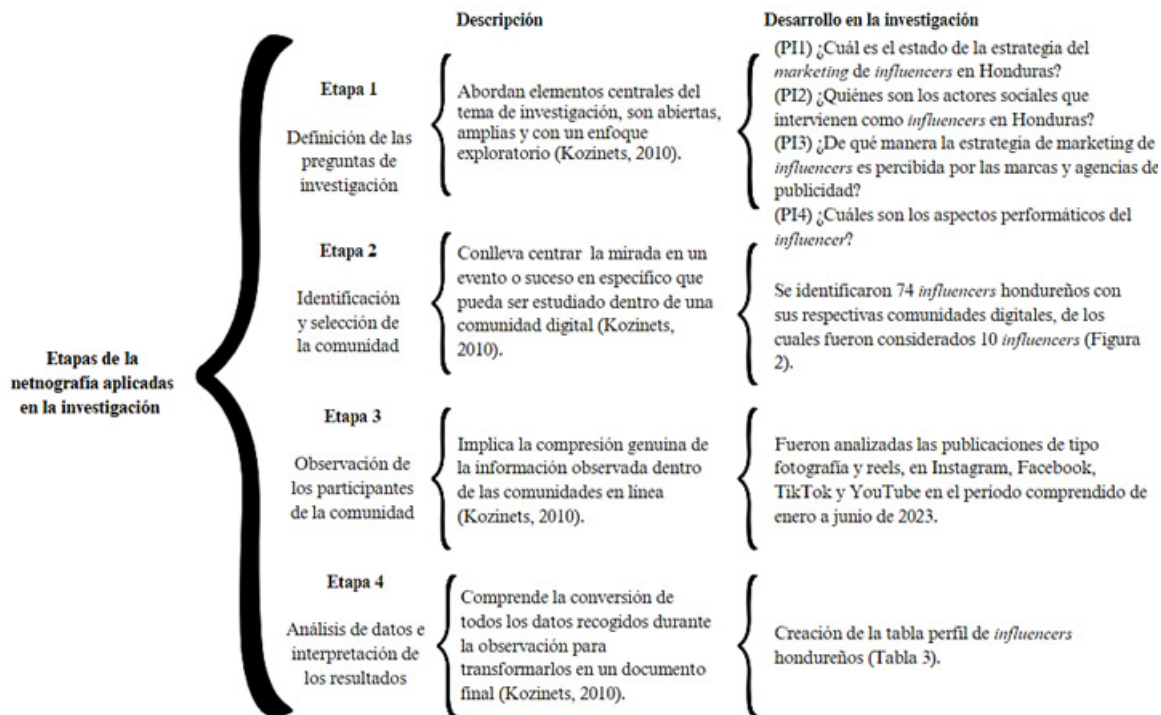 Descripción
Desarrollo en la investigación
Etapas de la
netnografía aplicadas
en la investigación
Etapa 1
Definición de las
preguntas de
investigación
Abordan elementos centrales del
tema de investigación, son abiertas,
amplias y con un enfoque
exploratorio (Kozinets, 2010).
(PI1) ¿Cuál es el estado de la estrategia del
marketing de influencers en Honduras?
(PI2) ¿Quiénes son los actores sociales que
intervienen como influencers en Honduras?
(PI3) ¿De qué manera la estrategia de marketing de
influencers es percibida por las marcas y agencias de
publicidad?
(PI4) ¿Cuáles son los aspectos performáticos del
influencer?
Etapa 2
Identificación
y selección de
la comunidad
Conlleva centrar la mirada en un
evento o suceso en especifico que
pueda ser estudiado dentro de una
comunidad digital (Kozinets,
2010).
Se identificaron 74 influencers hondureños con
sus respectivas comunidades digitales, de los
cuales fueron considerados 10 influencers (Figura
2).
Etapa 3
Observación de
los participantes
de la comunidad
Implica la compresión genuina de
la información observada dentro
de las comunidades en línea
(Kozinets, 2010).
Fueron analizadas las publicaciones de tipo
fotografía y reels, en Instagram, Facebook,
TikTok y YouTube en el período comprendido de
enero a junio de 2023.
Etapa 4
Análisis de datos e
interpretación de
los resultados
Comprende la conversión de
todos los datos recogidos durante
la observación para
transformarlos en un documento
final (Kozinets, 2010).
Creación de la tabla perfil de influencers
hondureños (Tabla 3).